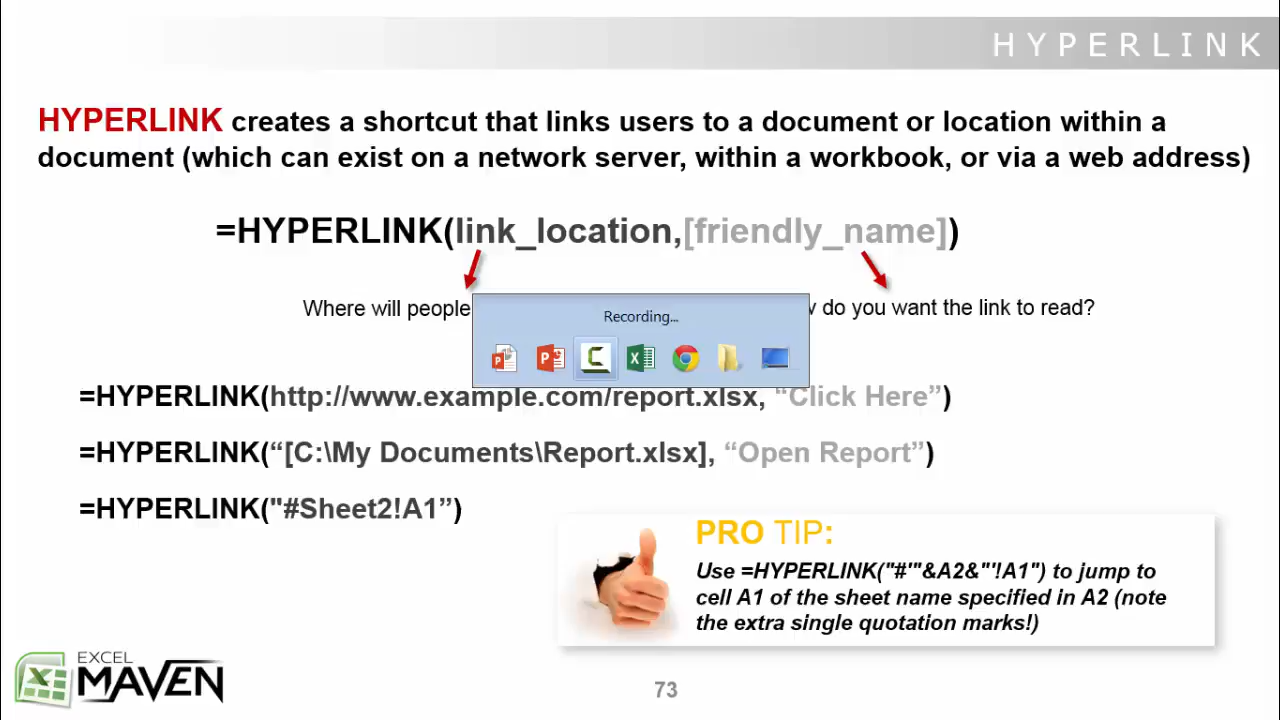 HYPERLINK
HYPERLINK creates a shortcut that links users to a document or location within a
document (which can exist on a network server, within a workbook, or via a web address)
=HYPERLINK(link_location,[friendly_name])
Where will people
do you want the link to read?
Recording...
=HYPERLINK(http://www.example.com/report.xlsx, “Click Here”)
=HYPERLINK(“[C:\My Documents\Report.xlsx], “Open Report”)
=HYPERLINK("#Sheet2!A1”)
PRO TIP:
Use =HYPERLINK("#'"&A2&"'!A1") to jump to
cell A1 of the sheet name specified in A2 (note
the extra single quotation marks!)
EXCEL
MAVEN
73